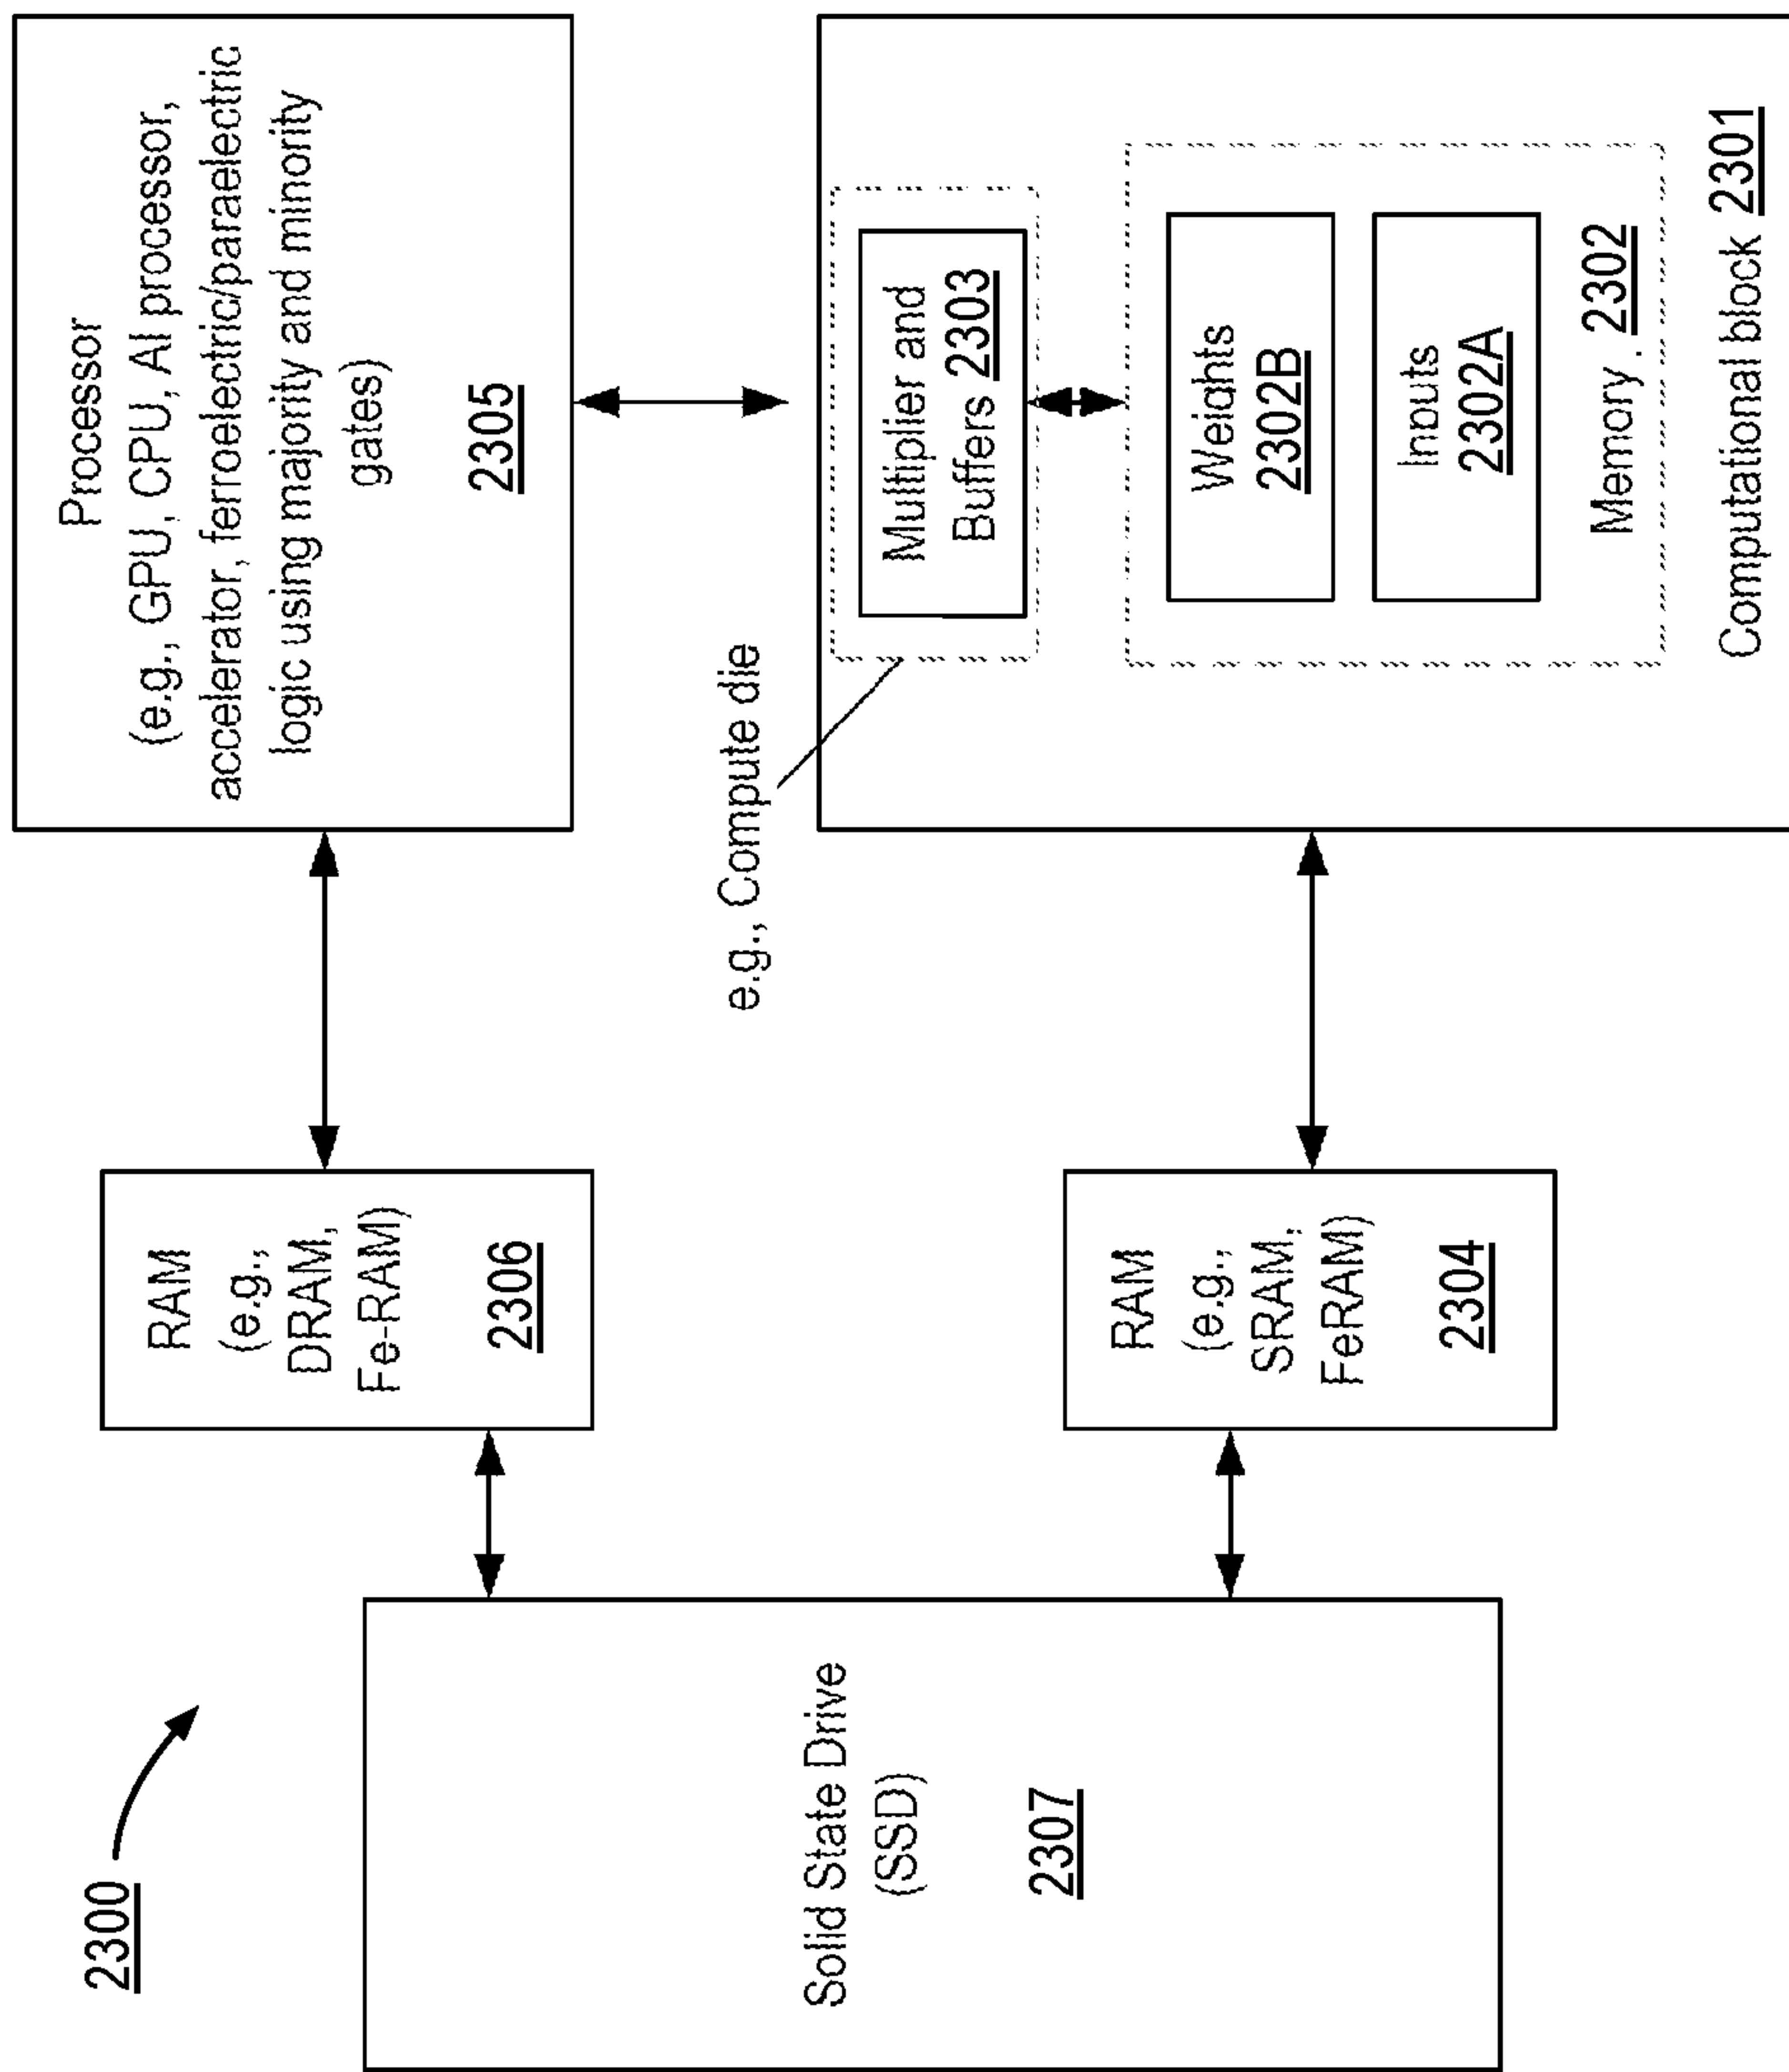 2300
Solid State Drive
(SSD)
2307
RAM
(e.g.,
DRAM,
Fe-RAM)
2306
RAM
(e.g.,
SRAM,
FeRAM)
2304
Processor
(e.g., GPU, CPU, AI processor,
accelerator, ferroelectric/paraelectric
logic using majority and minority
gates)
2305
e.g., Compute die
Multiplier and
Buffers 2303
Weights
2302B
Inputs
2302A
Memory. 2302
Computational block 2301